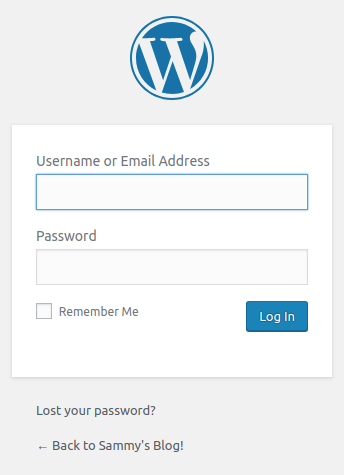 Username or Email Address
Password
Remember Me
Log In
Lost your password?
← Back to Sammy's Blog!